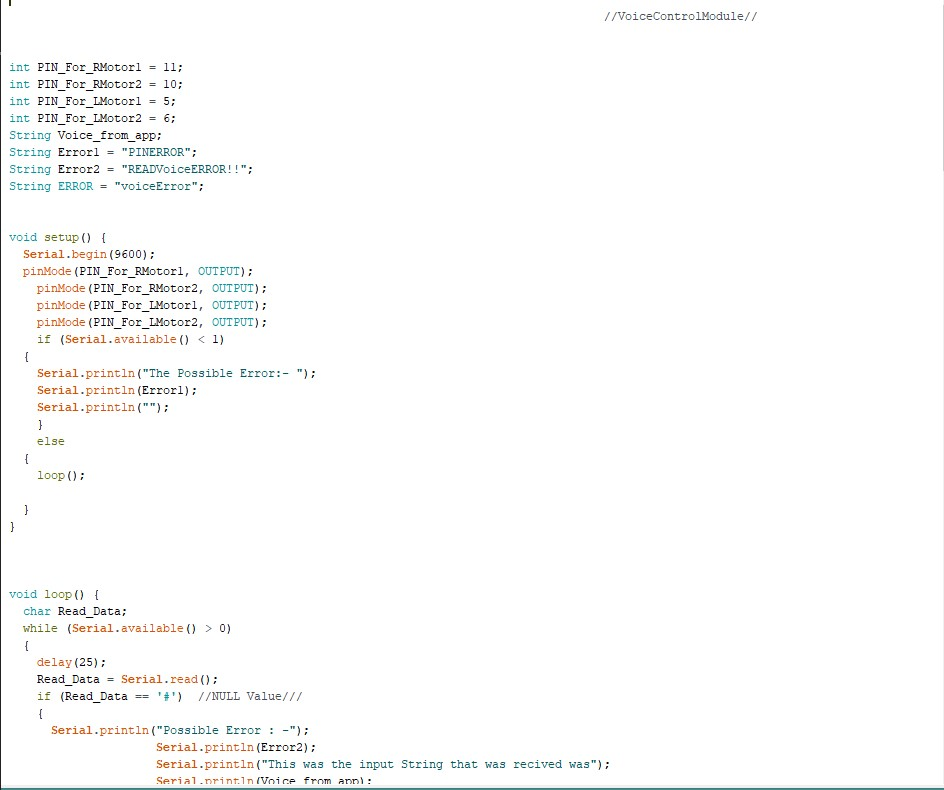 //VoiceControlModule//
int PIN_For_RMotor1 = 11;
int PIN_For_RMotor2 = 10;
int PIN_For_LMotor1 = 5;
int PIN_For_LMotor2 = 6;
String Voice_from_app;
String Error1 = "PINERROR";
String Error2 = "READVoiceERROR!!";
String ERROR = "voiceError";
void setup() {
Serial.begin(9600);
pinMode(PIN_For_RMotor1, OUTPUT);
pinMode(PIN_For_RMotor2, OUTPUT);
pinMode(PIN_For_LMotor1, OUTPUT);
pinMode(PIN_For_LMotor2, OUTPUT);
if (Serial.available() < 1)
{
Serial.println("The Possible Error:- ");
Serial.println(Error1);
Serial.println("");
}
else
{
loop();
}
}
void loop() {
char Read_Data;
while (Serial.available() > 0)
{
delay(25);
Read_Data = Serial.read();
if (Read_Data == '#')  //NULL Value///
{
Serial.println("Possible Error : -");
Serial.println(Error2);
Serial.println("This was the input String that was recived was");
Serial.println(Voice_from_app);